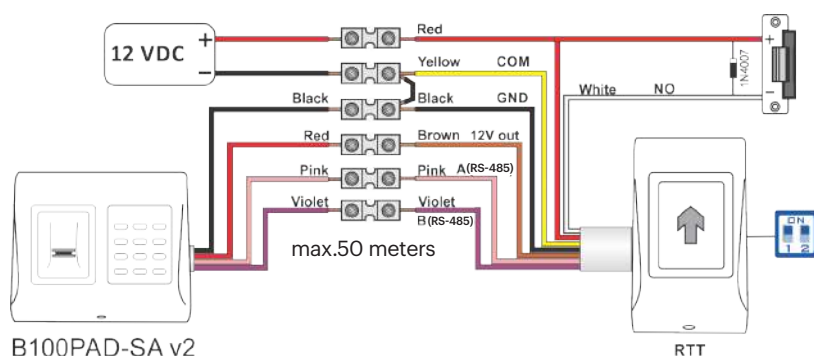 12 VDC
+
−
Red
Yellow COM
Black Black GND
Red Brown 12V out
Pink Pink A(RS-485)
Violet Violet
B(RS-485)
max.50 meters
White NO
+
1N4007
−
ON
1 2
B100PAD-SA v2
RTT